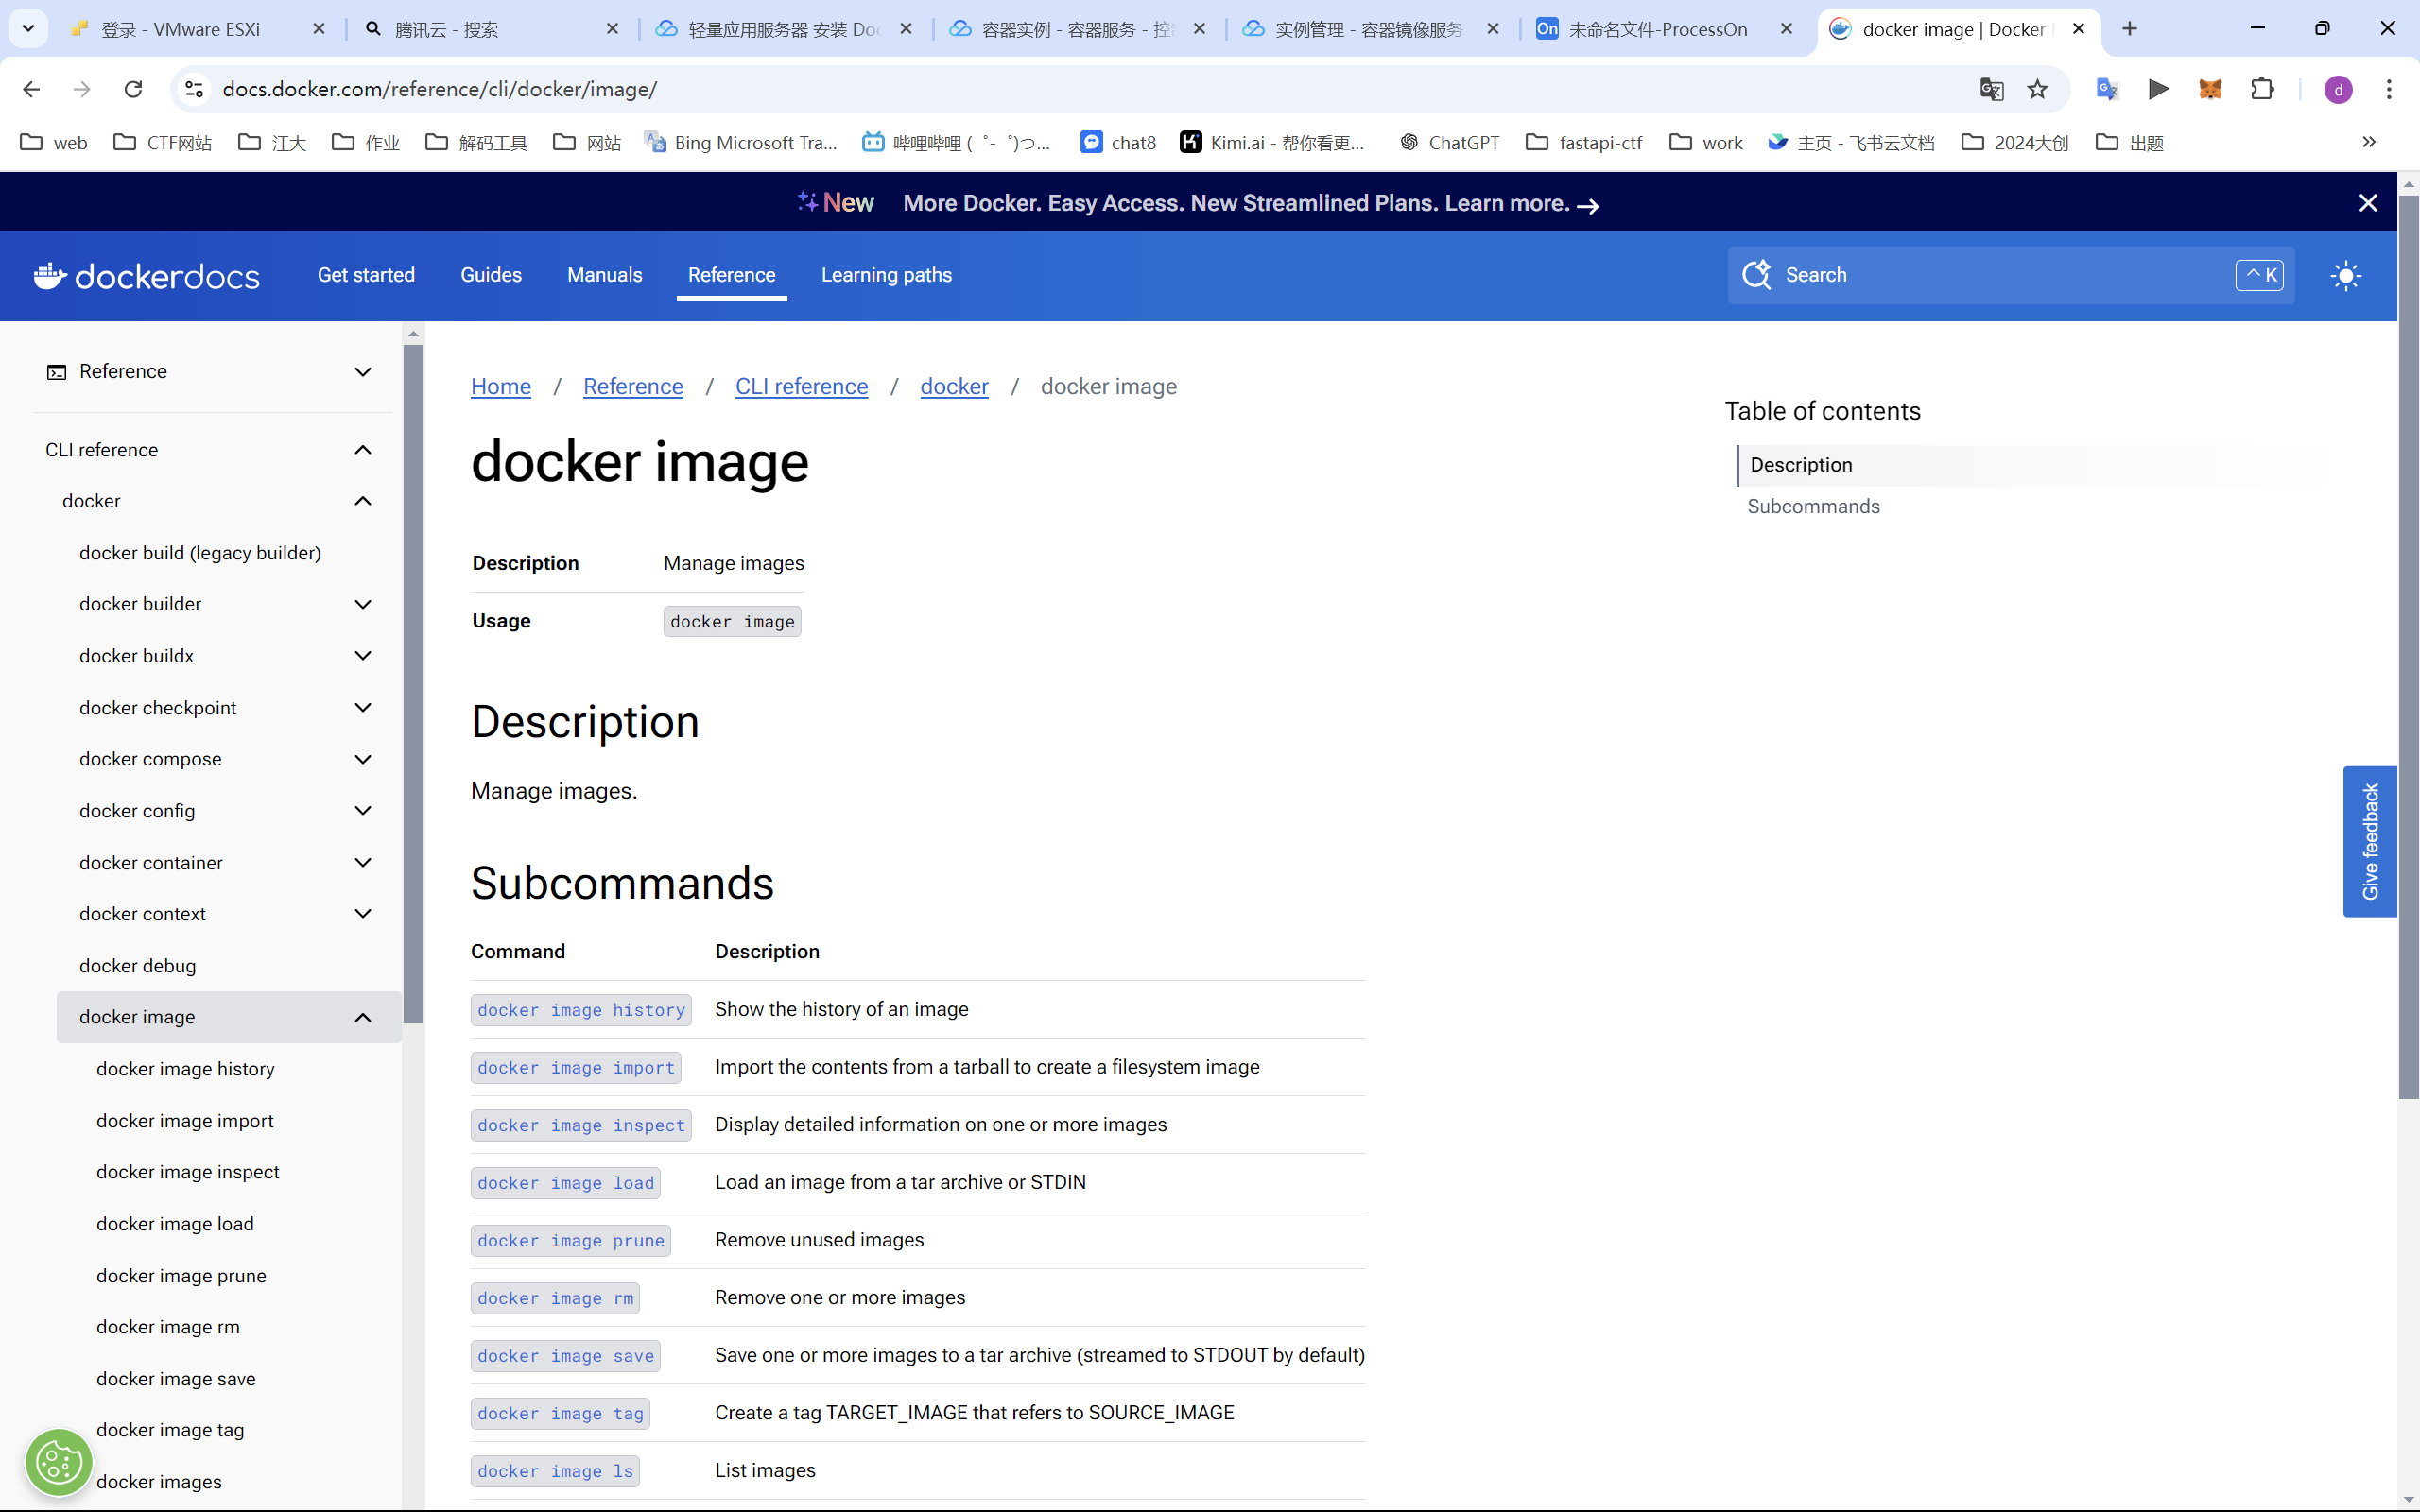 登录 - VMware ESXi
腾讯云 - 搜索
轻量应用服务器 安装 Doc
容器实例 - 容器服务 - 控
实例管理 - 容器镜像服务
On 未命名文件-ProcessOn
docker image | Docker
docs.docker.com/reference/cli/docker/image/
d
web
CTF网站
江大
作业
解码工具
网站
Bing Microsoft Tra...
哔哩哔哩 ( ゜- ゜)つ...
chat8
Kimi.ai - 帮你看更...
ChatGPT
fastapi-ctf
work
主页 - 飞书云文档
2024大创
出题
New More Docker. Easy Access. New Streamlined Plans. Learn more. →
dockerdocs
Get started
Guides
Manuals
Reference
Learning paths
Search
^ K
Reference
CLI reference
docker
docker build (legacy builder)
docker builder
docker buildx
docker checkpoint
docker compose
docker config
docker container
docker context
docker debug
docker image
docker image history
docker image import
docker image inspect
docker image load
docker image prune
docker image rm
docker image save
docker image tag
docker images
Home / Reference / CLI reference / docker / docker image
docker image
Description Manage images
Usage docker image
Description
Manage images.
Subcommands
Command Description
docker image history Show the history of an image
docker image import Import the contents from a tarball to create a filesystem image
docker image inspect Display detailed information on one or more images
docker image load Load an image from a tar archive or STDIN
docker image prune Remove unused images
docker image rm Remove one or more images
docker image save Save one or more images to a tar archive (streamed to STDOUT by default)
docker image tag Create a tag TARGET_IMAGE that refers to SOURCE_IMAGE
docker image ls List images
Table of contents
Description
Subcommands
Give feedback